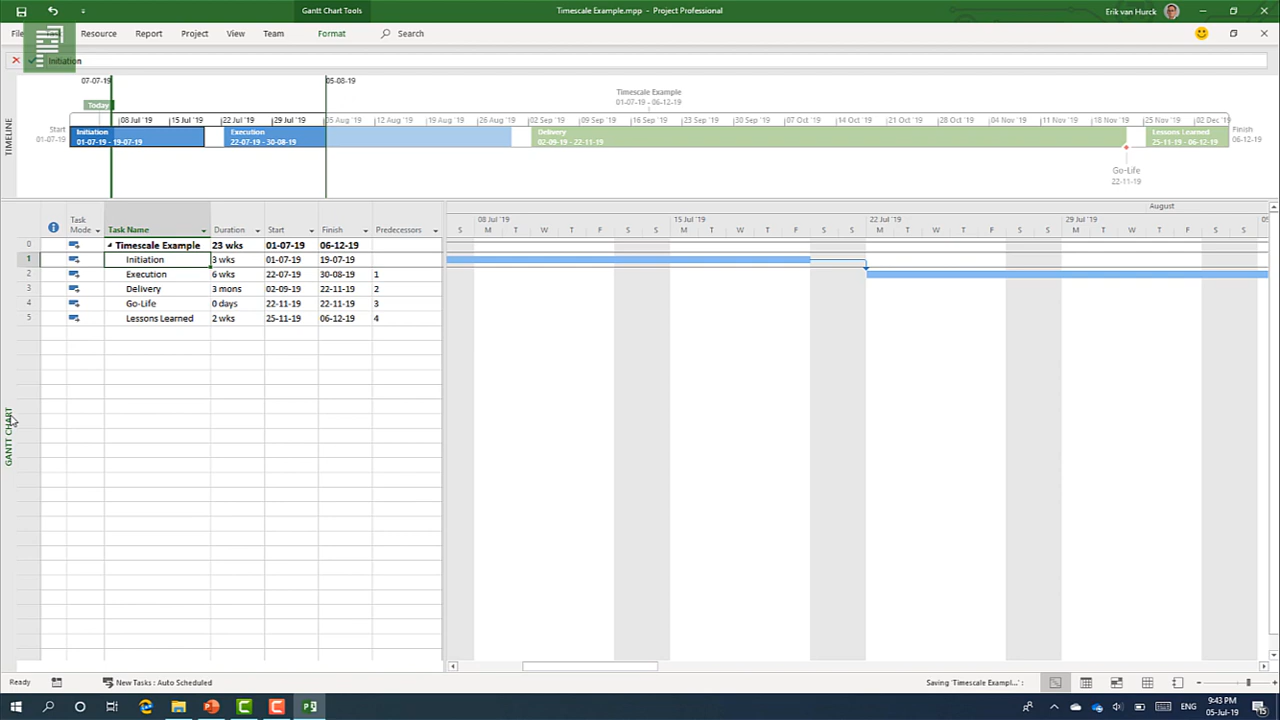 Gantt Chart Tools
Timescale Example.mpp - Project Professional
Erik van Hurck
File Task Resource Report Project View Team Format Search
Initiation
07-07-19
05-08-19
Today
Timescale Example
01-07-19 - 06-12-19
08 Jul '19 15 Jul '19 22 Jul '19 29 Jul '19 05 Aug '19 12 Aug '19 19 Aug '19 26 Aug '19 02 Sep '19 09 Sep '19 16 Sep '19 23 Sep '19 30 Sep '19 07 Oct '19 14 Oct '19 21 Oct '19 28 Oct '19 04 Nov '19 11 Nov '19 18 Nov '19 25 Nov '19 02 Dec '19
Start
01-07-19
Initiation
01-07-19 - 19-07-19
Execution
22-07-19 - 30-08-19
Delivery
02-09-19 - 22-11-19
Lessons Learned
25-11-19 - 06-12-19
Finish
06-12-19
Go-Life
22-11-19
TIMELINE
Task Mode Task Name Duration Start Finish Predecessors
0 Timescale Example 23 wks 01-07-19 06-12-19
1 Initiation 3 wks 01-07-19 19-07-19
2 Execution 6 wks 22-07-19 30-08-19 1
3 Delivery 3 mons 02-09-19 22-11-19 2
4 Go-Life 0 days 22-11-19 22-11-19 3
5 Lessons Learned 2 wks 25-11-19 06-12-19 4
August
08 Jul '19 15 Jul '19 22 Jul '19 29 Jul '19
S M T W T F S S M T W T F S S M T W T F S S M T W T F S S
GANTT CHART
Ready New Tasks : Auto Scheduled Saving 'Timescale Exampl...' :
ENG
9:43 PM
05-Jul-19
15